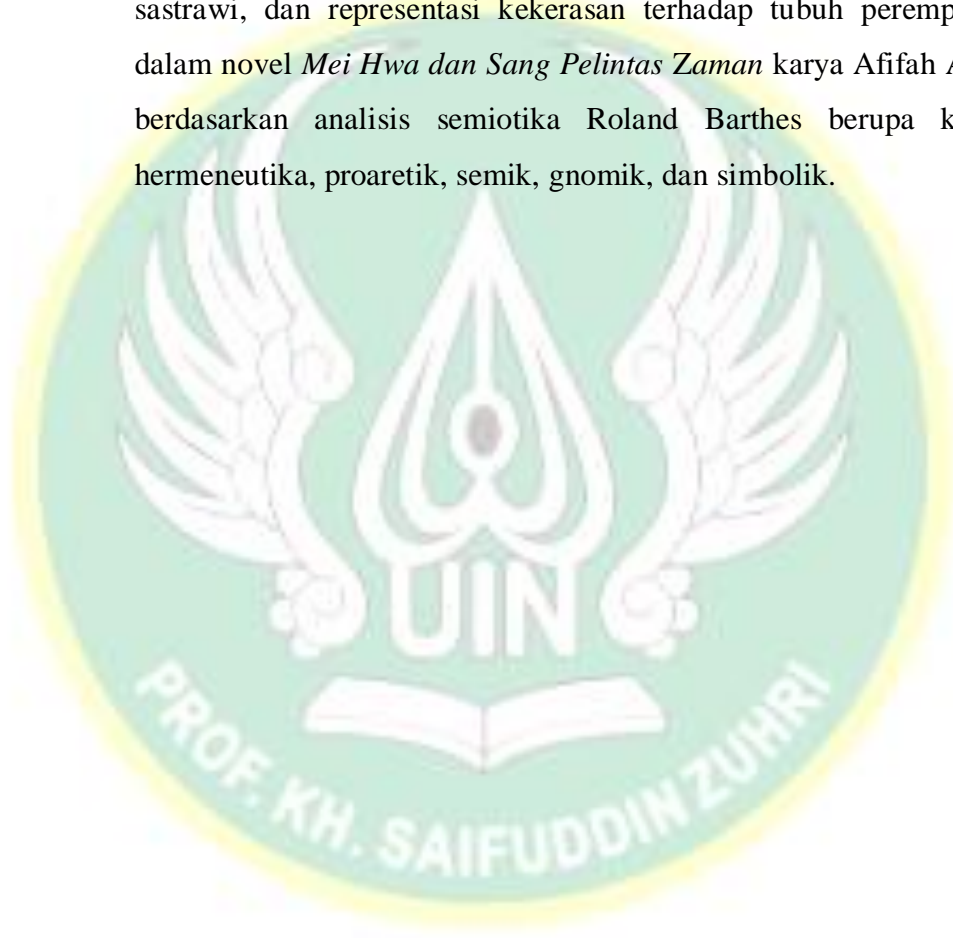 sastrawi, dan representasi kekerasan terhadap tubuh peremp
dalam novel Mei Hwa dan Sang Pelintas Zaman karya Afifah A
berdasarkan analisis semiotika Roland Barthes berupa k
hermeneutika, proaretik, semik, gnomik, dan simbolik.
UIN
PROF. KH. SAIFUDDIN ZUHRI